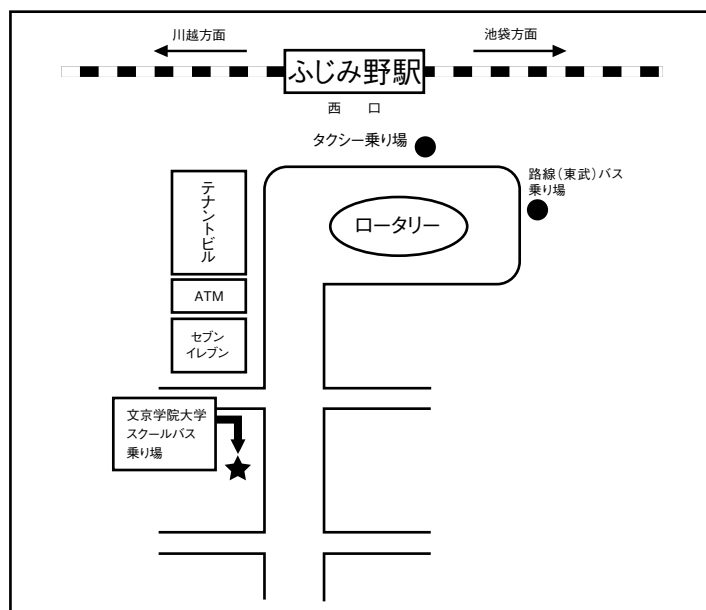 川越方面
池袋方面
ふじみ野駅
西 口
タクシー乗り場
路線(東武)バス
乗り場
テナントビル
ロータリー
ATM
セブン
イレブン
文京学院大学
スクールバス
乗り場